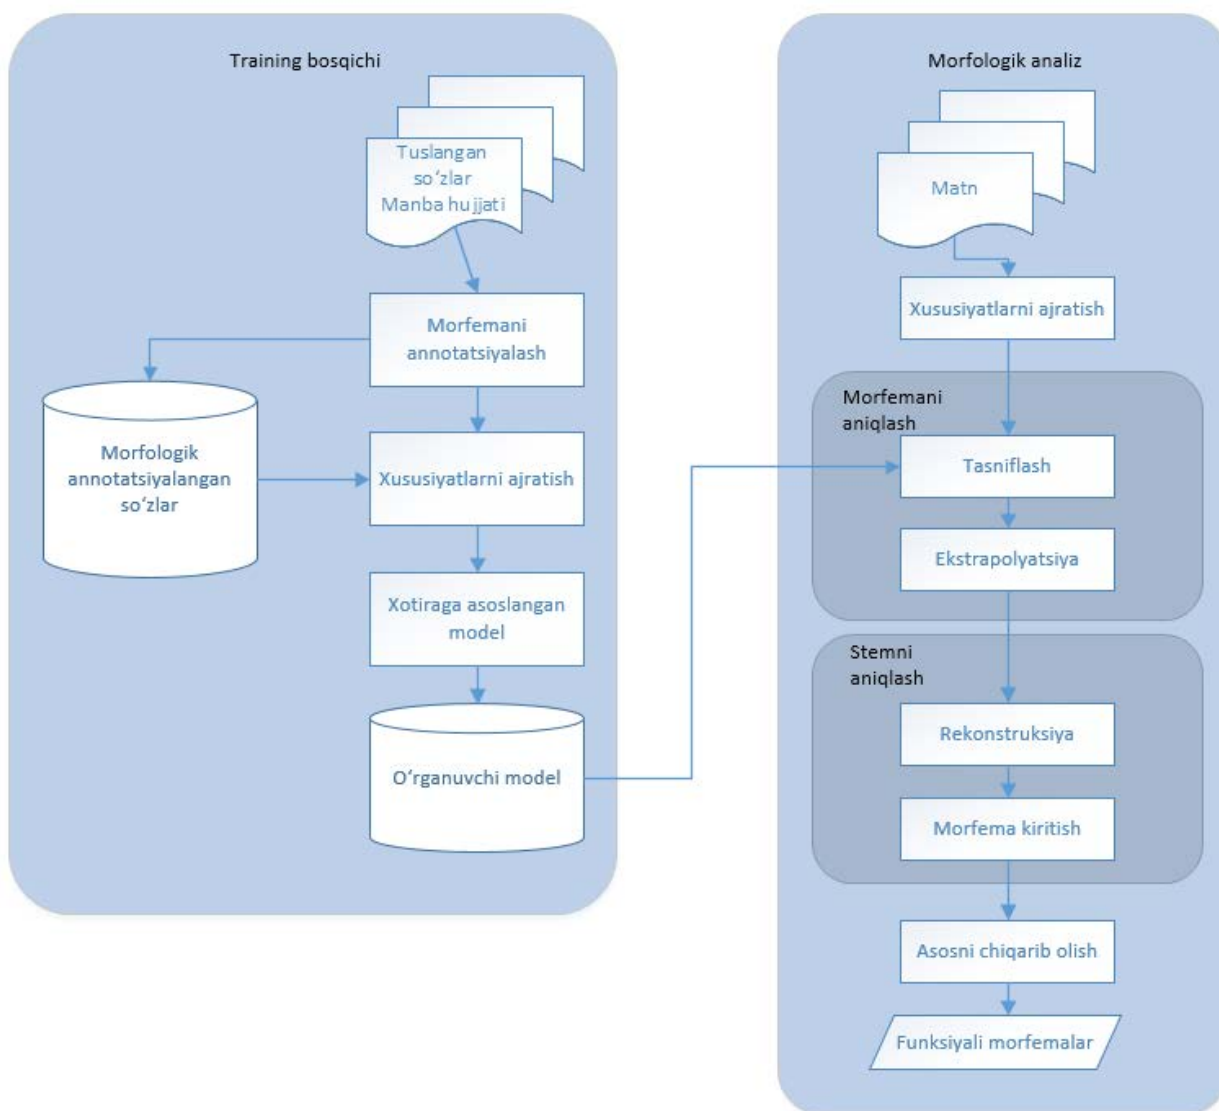 Training bosqichi
Tuslangan
so‘zlar
Manba hujjati
Morfemani
annotatsiyalash
Morfologik
annotatsiyalangan
so‘zlar
Xususiyatlarni ajratish
Xotiraga asoslangan
model
O‘rganuvchi model
Morfologik analiz
Matn
Xususiyatlarni ajratish
Morfemani
aniqlash
Tasniflash
Ekstrapolyatsiya
Stemni
aniqlash
Rekonstruksiya
Morfema kiritish
Asosni chiqarib olish
Funksiyali morfemalar